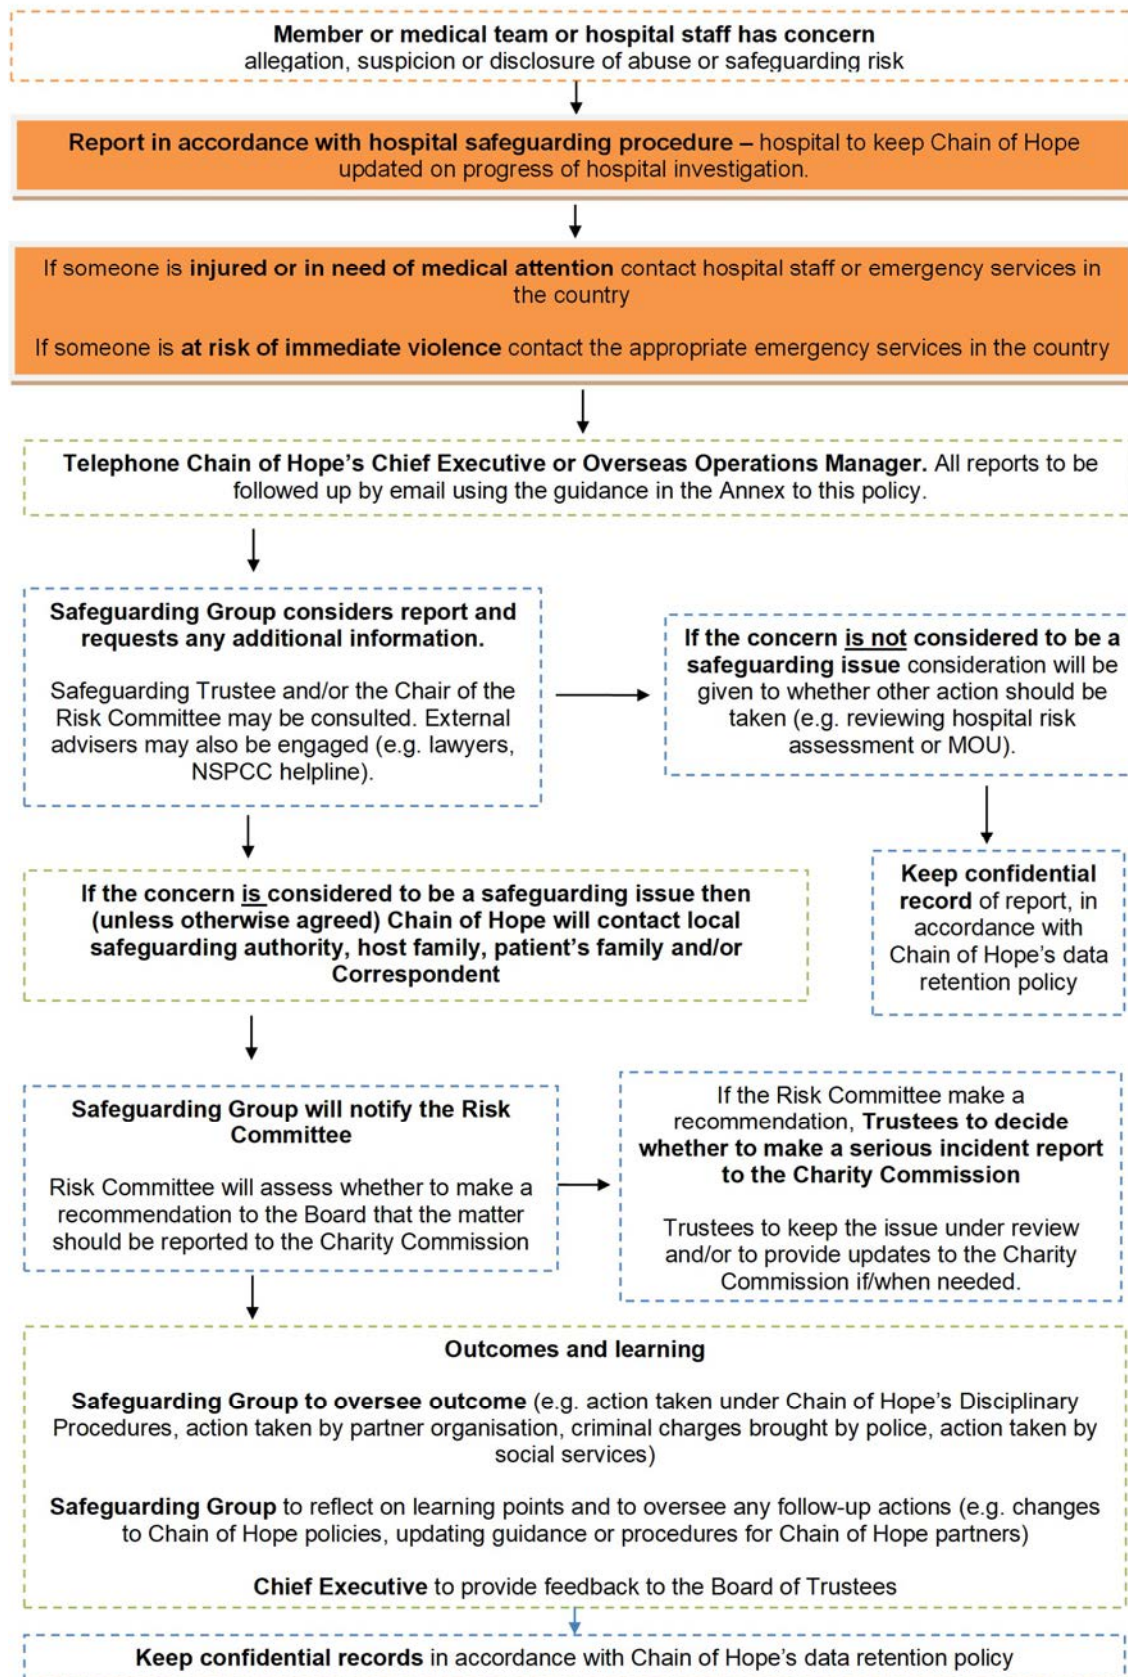 Member or medical team or hospital staff has concern
allegation, suspicion or disclosure of abuse or safeguarding risk
Report in accordance with hospital safeguarding procedure – hospital to keep Chain of Hope
updated on progress of hospital investigation.
If someone is injured or in need of medical attention contact hospital staff or emergency services in
the country
If someone is at risk of immediate violence contact the appropriate emergency services in the country
Telephone Chain of Hope's Chief Executive or Overseas Operations Manager. All reports to be
followed up by email using the guidance in the Annex to this policy.
Safeguarding Group considers report and
requests any additional information.
Safeguarding Trustee and/or the Chair of the
Risk Committee may be consulted. External
advisers may also be engaged (e.g. lawyers,
NSPCC helpline).
If the concern is not considered to be a
safeguarding issue consideration will be
given to whether other action should be
taken (e.g. reviewing hospital risk
assessment or MOU).
Keep confidential
record of report, in
accordance with
Chain of Hope's data
retention policy
If the concern is considered to be a safeguarding issue then
(unless otherwise agreed) Chain of Hope will contact local
safeguarding authority, host family, patient's family and/or
Correspondent
Safeguarding Group will notify the Risk
Committee
Risk Committee will assess whether to make a
recommendation to the Board that the matter
should be reported to the Charity Commission
If the Risk Committee make a
recommendation, Trustees to decide
whether to make a serious incident report
to the Charity Commission
Trustees to keep the issue under review
and/or to provide updates to the Charity
Commission if/when needed.
Outcomes and learning
Safeguarding Group to oversee outcome (e.g. action taken under Chain of Hope's Disciplinary
Procedures, action taken by partner organisation, criminal charges brought by police, action taken by
social services)
Safeguarding Group to reflect on learning points and to oversee any follow-up actions (e.g. changes
to Chain of Hope policies, updating guidance or procedures for Chain of Hope partners)
Chief Executive to provide feedback to the Board of Trustees
Keep confidential records in accordance with Chain of Hope's data retention policy